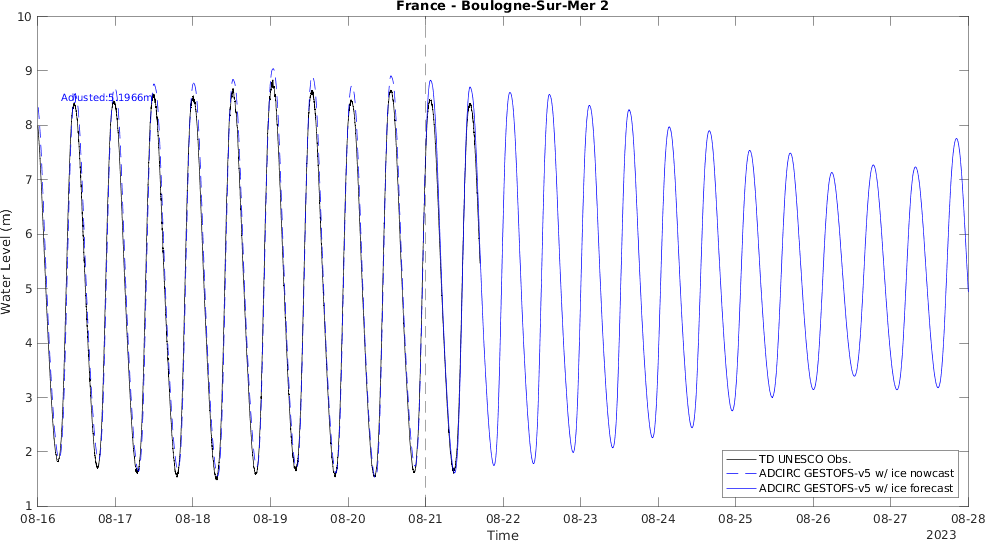 France - Boulogne-Sur-Mer 2
10
9
8
7
6
5
4
3
2
1
Water Level (m)
Adjusted:5.1966m
08-16 08-17 08-18 08-19 08-20 08-21 08-22 08-23 08-24 08-25 08-26 08-27 08-28
Time
2023
TD UNESCO Obs.
ADCIRC GESTOFS-v5 w/ ice nowcast
ADCIRC GESTOFS-v5 w/ ice forecast